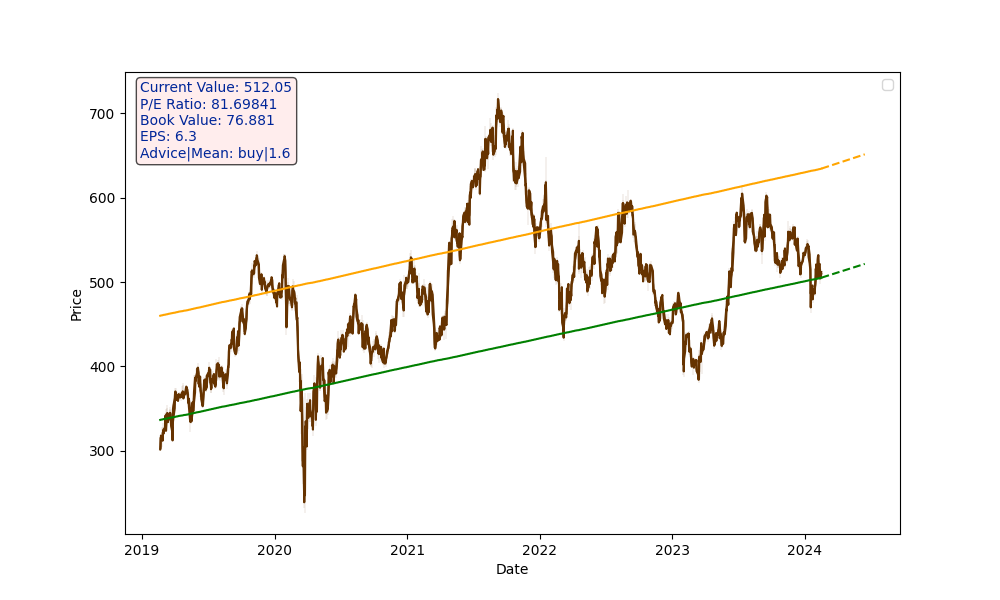 Current Value: 512.05
P/E Ratio: 81.69841
Book Value: 76.881
EPS: 6.3
Advice|Mean: buy|1.6
700
600
500
400
300
Price
2019 2020 2021 2022 2023 2024
Date